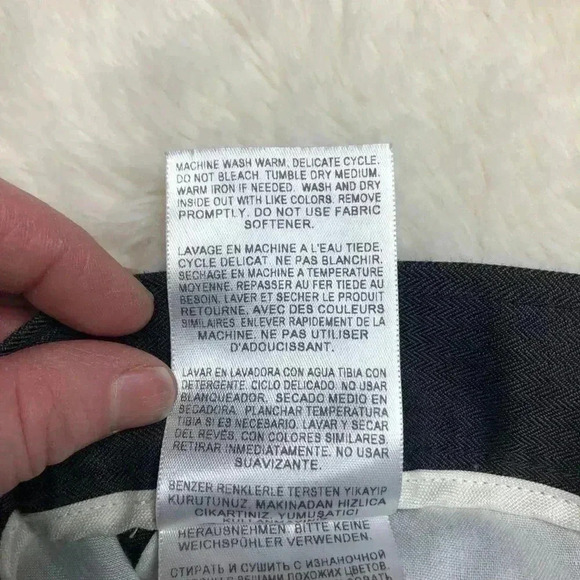 MACHINE WASH WARM, DELICATE CYCLE.
DO NOT BLEACH. TUMBLE DRY MEDIUM.
WARM IRON IF NEEDED. WASH AND DRY
INSIDE OUT WITH LIKE COLORS. REMOVE
PROMPTLY. DO NOT USE FABRIC
SOFTENER.
LAVAGE EN MACHINE A L'EAU TIEDE,
CYCLE DELICAT. NE PAS BLANCHIR.
SECHAGE EN MACHINE A TEMPERATURE
MOYENNE. REPASSER AU FER TIEDE AU
BESOIN. LAVER ET SECHER LE PRODUIT
RETOURNE, AVEC DES COULEURS
SIMILAIRES. ENLEVER RAPIDEMENT DE LA
MACHINE. NE PAS UTILISER
D'ADOUCISSANT.
LAVAR EN LAVADORA CON AGUA TIBIA CON
DETERGENTE. CICLO DELICADO. NO USAR
BLANQUEADOR. SECADO MEDIO EN
SECADORA. PLANCHAR TEMPERATURA
TIBIA SI ES NECESARIO. LAVAR Y SECAR
DEL REVES, CON COLORES SIMILARES.
RETIRAR INMEDIATAMENTE. NO USAR
SUAVIZANTE.
BENZER RENKLERLE TERSTEN YIKAYIP
KURUTUNUZ. MAKINADAN HIZLICA
CIKARTINIZ. YUMUŞATICI
HERAUSNEHMEN. BITTE KEINE
WEICHSPÜHLER VERWENDEN.
СТИРАТЬ И СУШИТЬ С ИЗНАНОЧНОЙ
ПОХОЖИХ ЦВЕТОВ.